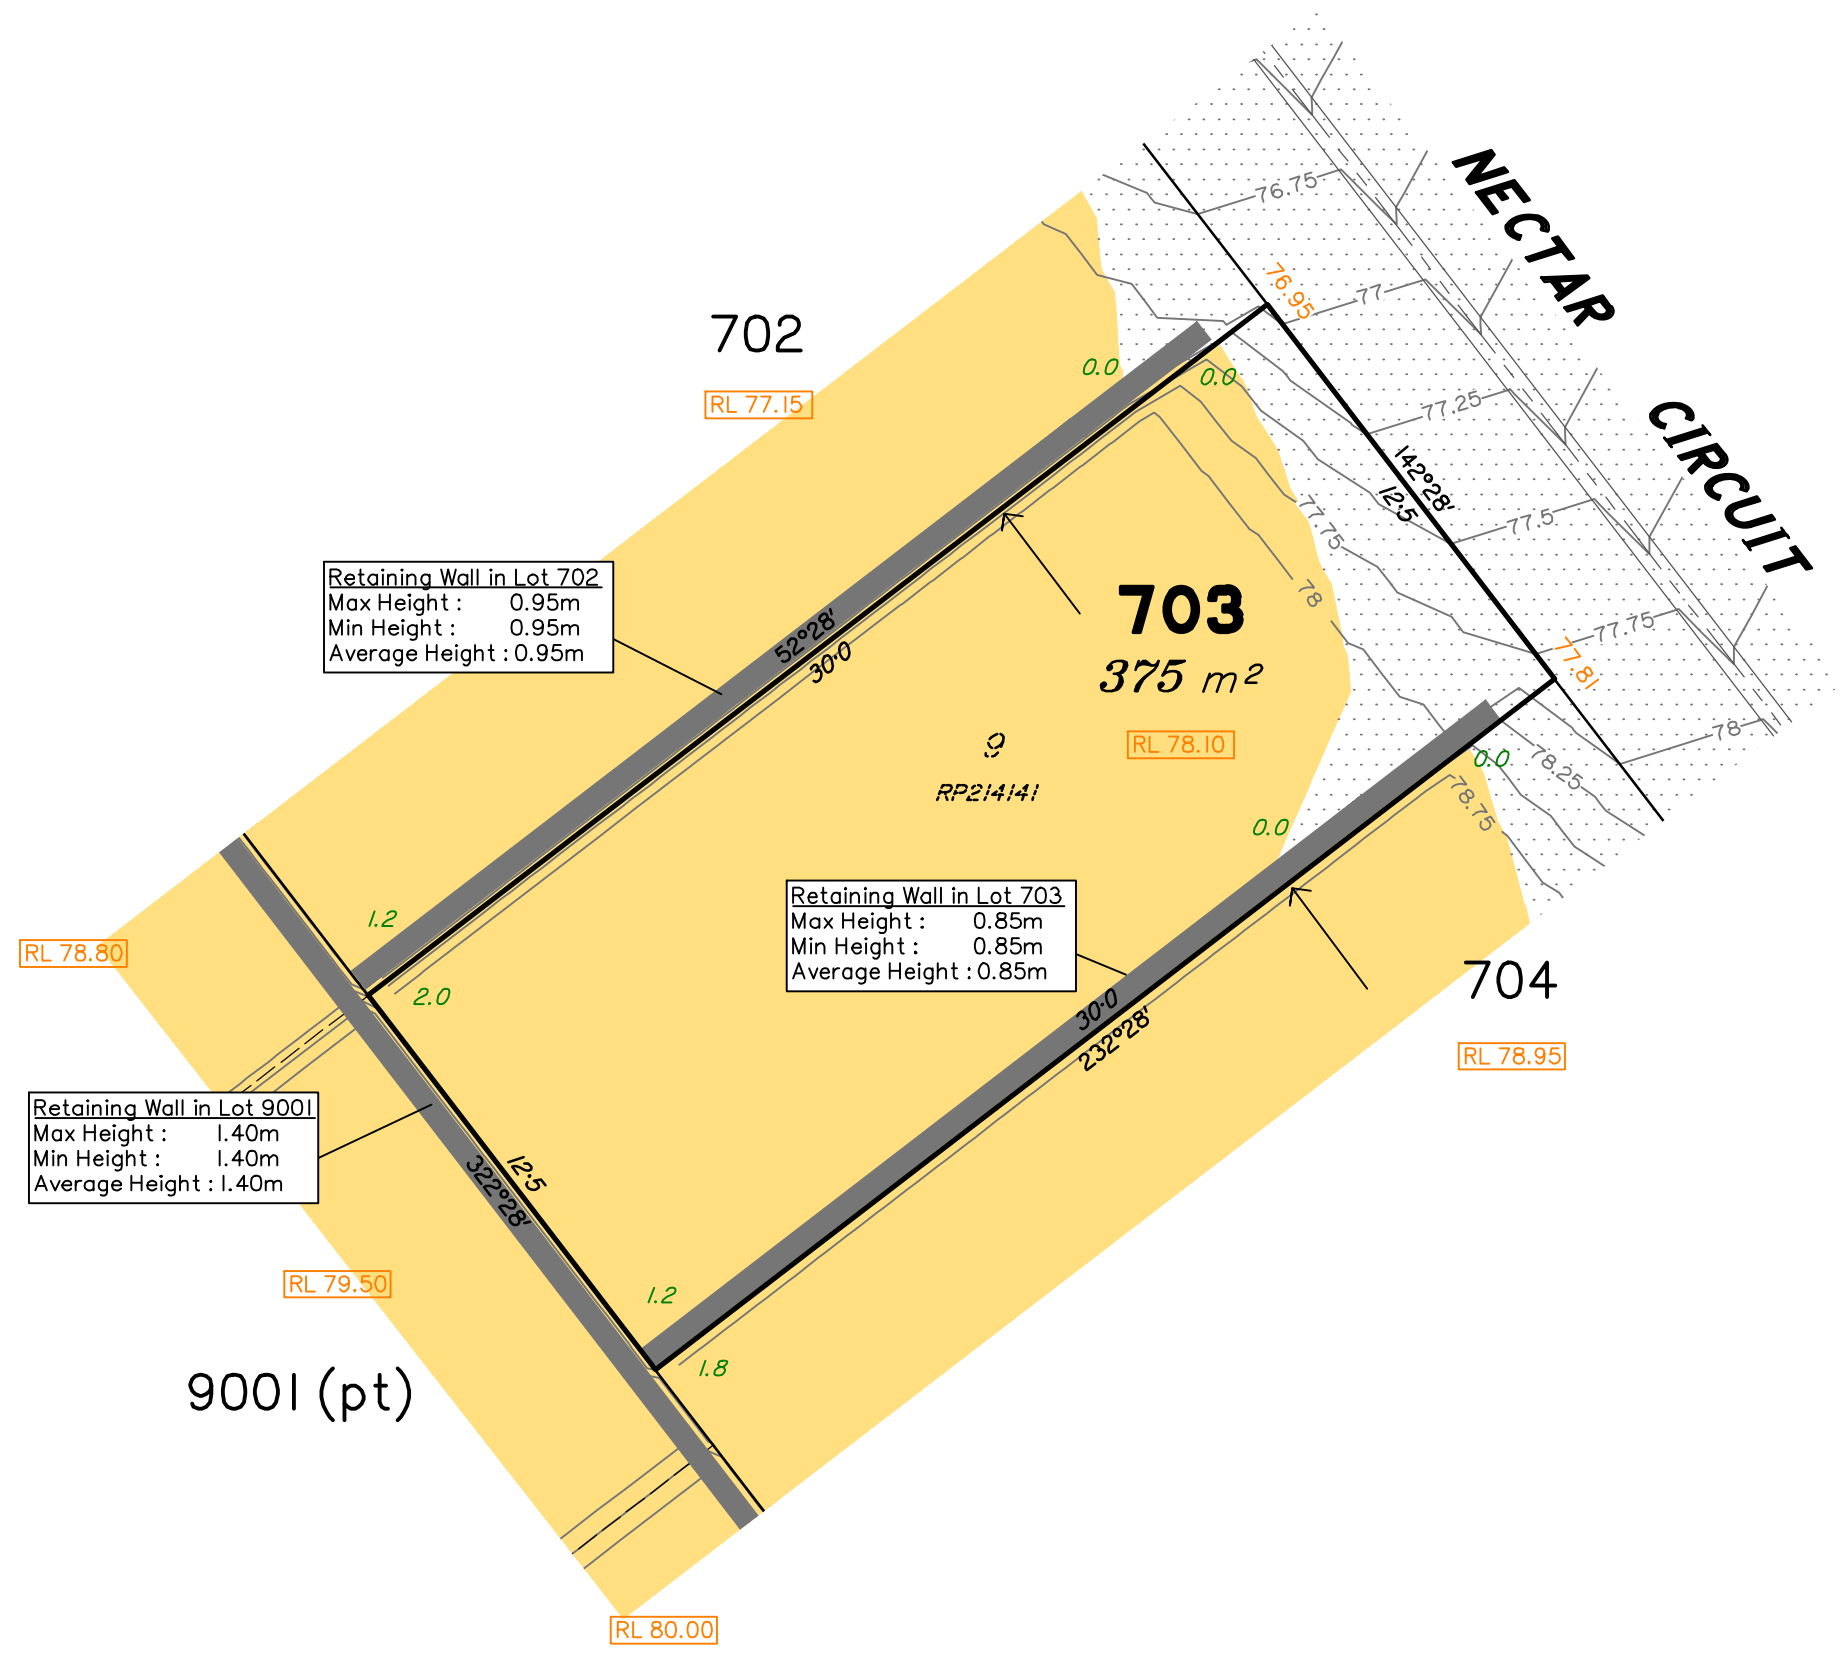 NECTAR
CIRCUIT
76.75
76.95
77
77.25
142°28'
12·5
77.5
77.75
77.81
77.75
78
78
78.25
78.75
702
RL 77.15
0.0
0.0
Retaining Wall in Lot 702
Max Height : 0.95m
Min Height : 0.95m
Average Height : 0.95m
52°28'
30·0
703
375 m²
RL 78.10
9
RP214141
0.0
0.0
Retaining Wall in Lot 703
Max Height : 0.85m
Min Height : 0.85m
Average Height : 0.85m
30·0
232°28'
704
RL 78.95
RL 78.80
1.2
2.0
Retaining Wall in Lot 9001
Max Height : 1.40m
Min Height : 1.40m
Average Height : 1.40m
12·5
322°28'
RL 79.50
1.2
1.8
9001 (pt)
RL 80.00